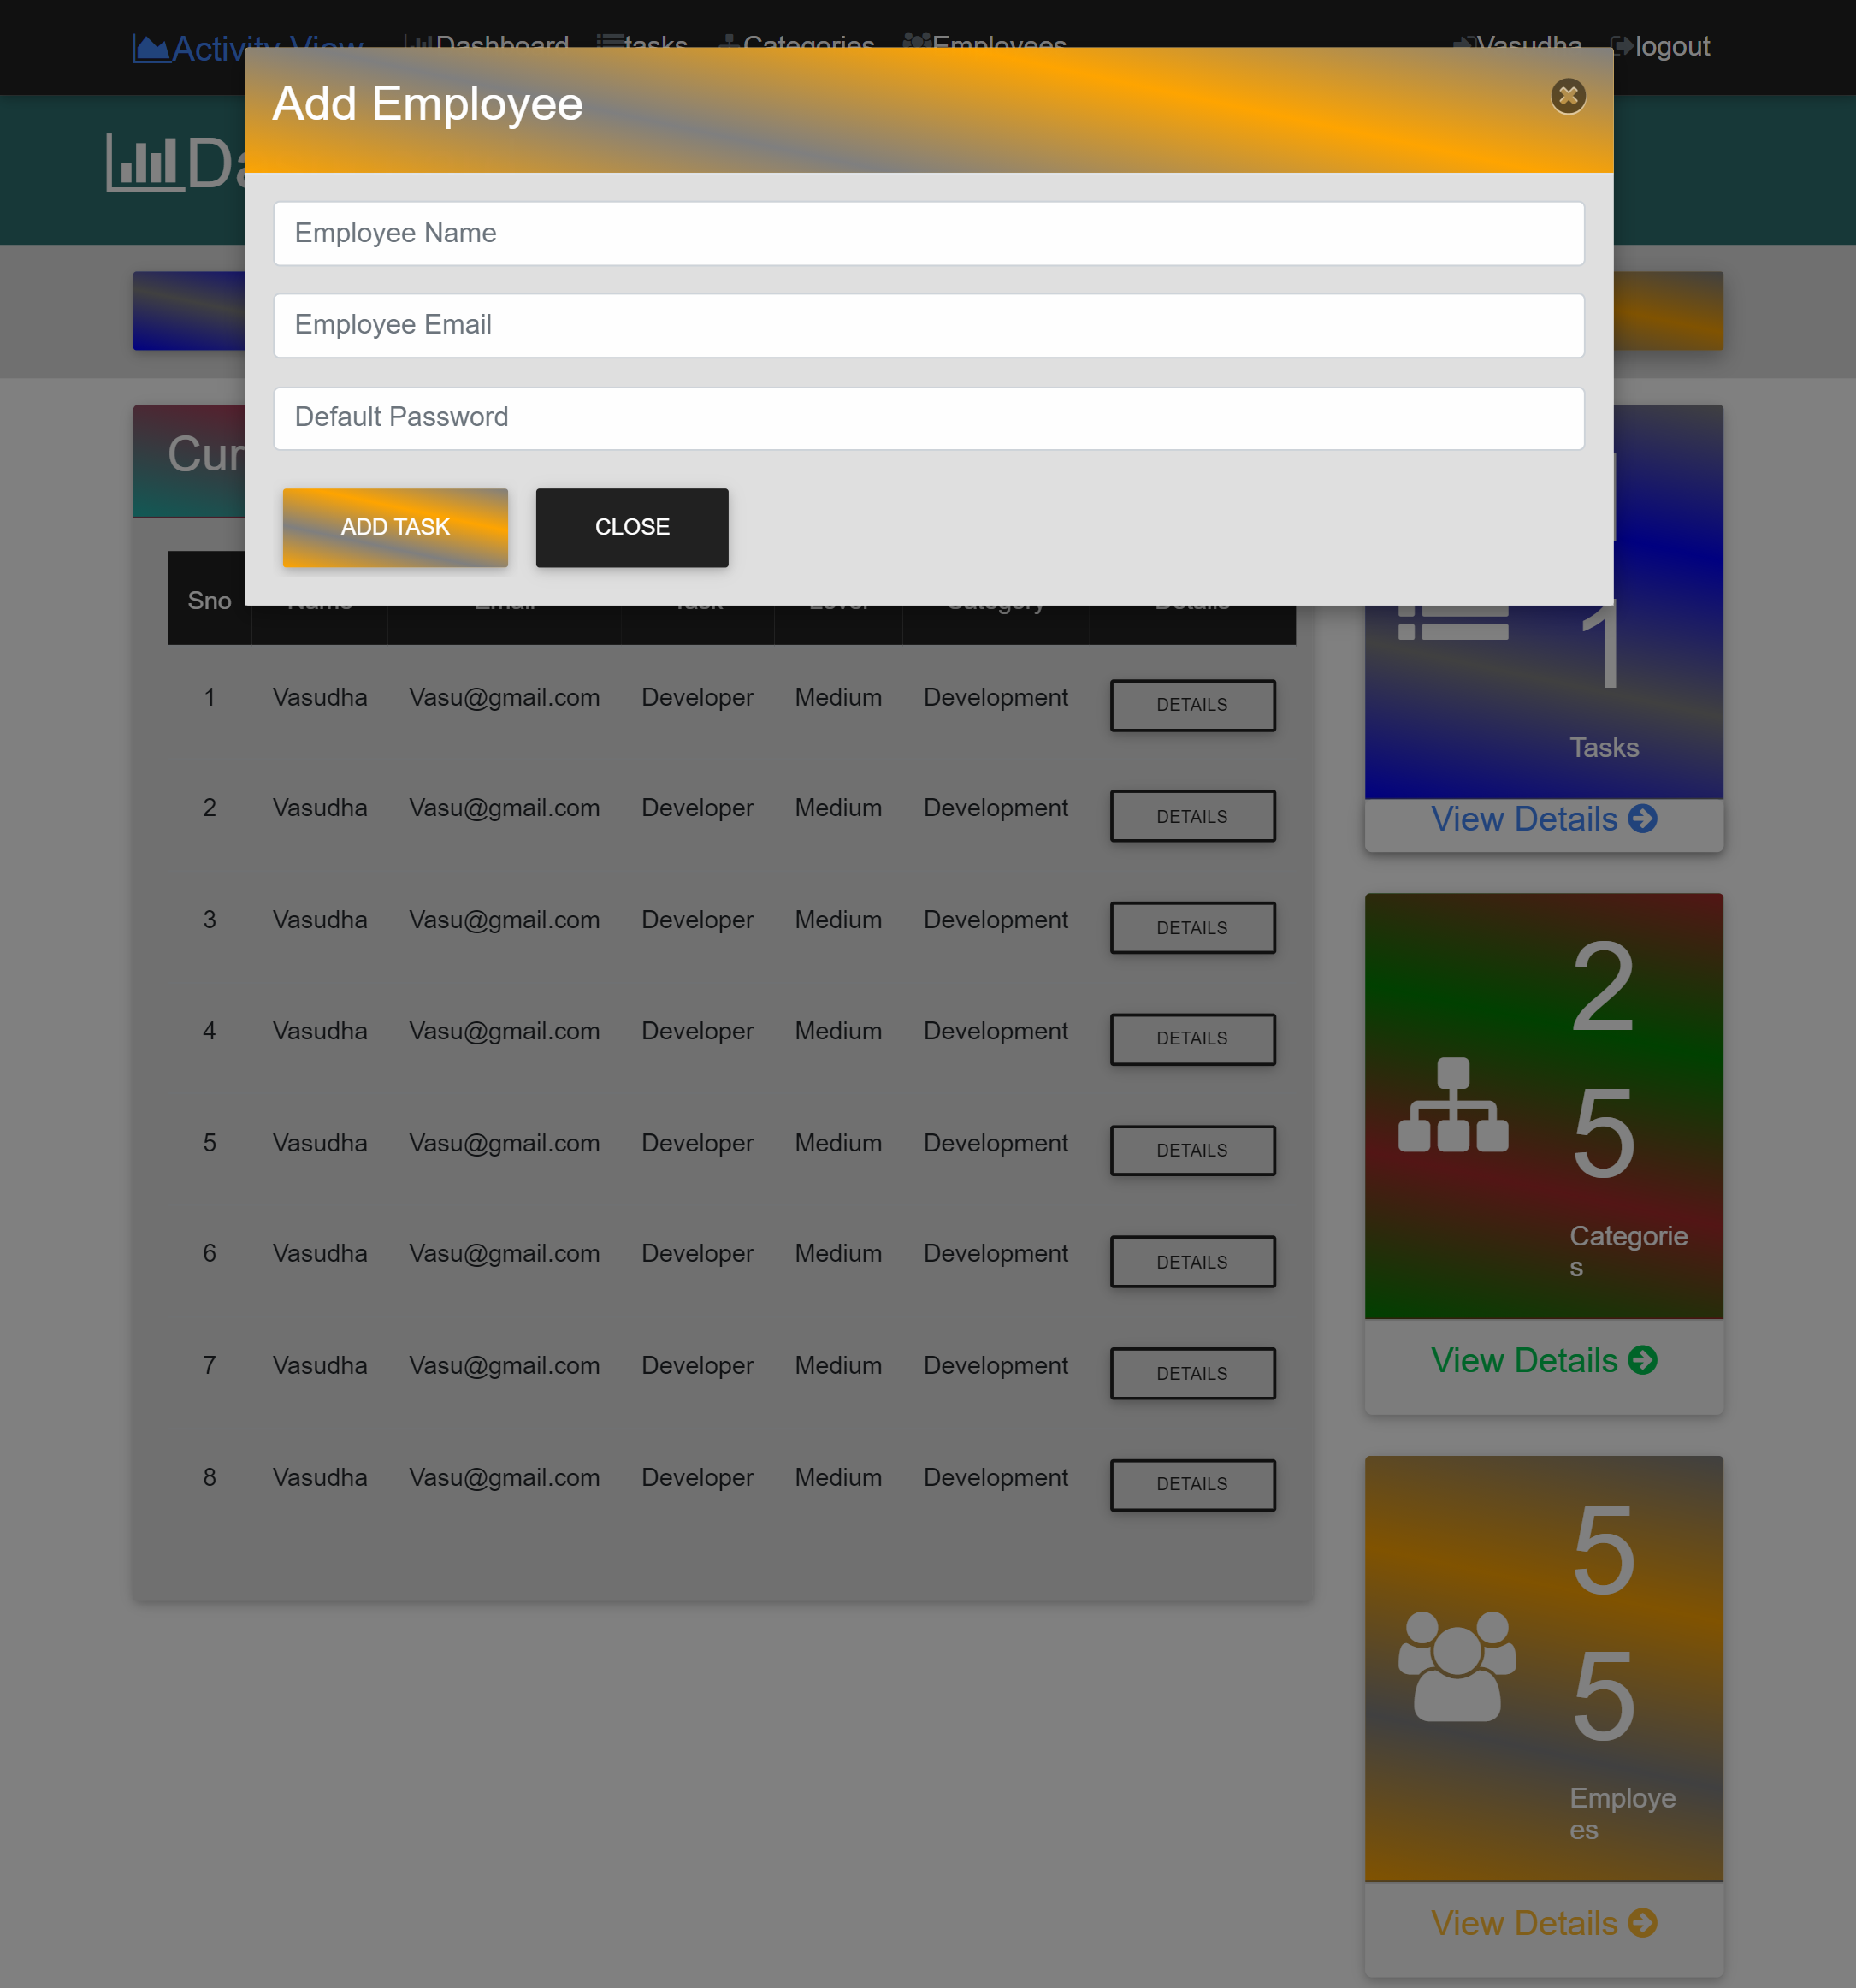 Activity View Dashboard tasks Categories Employees Vasudha logout
Add Employee
Da
Employee Name
Employee Email
Default Password
Cur
ADD TASK CLOSE
Sno Name Email Task Level Category Details
1
1 Vasudha Vasu@gmail.com Developer Medium Development DETAILS
Tasks
2 Vasudha Vasu@gmail.com Developer Medium Development DETAILS
View Details
3 Vasudha Vasu@gmail.com Developer Medium Development DETAILS
2
4 Vasudha Vasu@gmail.com Developer Medium Development DETAILS
5
5 Vasudha Vasu@gmail.com Developer Medium Development DETAILS
Categorie
s
6 Vasudha Vasu@gmail.com Developer Medium Development DETAILS
7 Vasudha Vasu@gmail.com Developer Medium Development DETAILS
View Details
8 Vasudha Vasu@gmail.com Developer Medium Development DETAILS
5
5
Employe
es
View Details